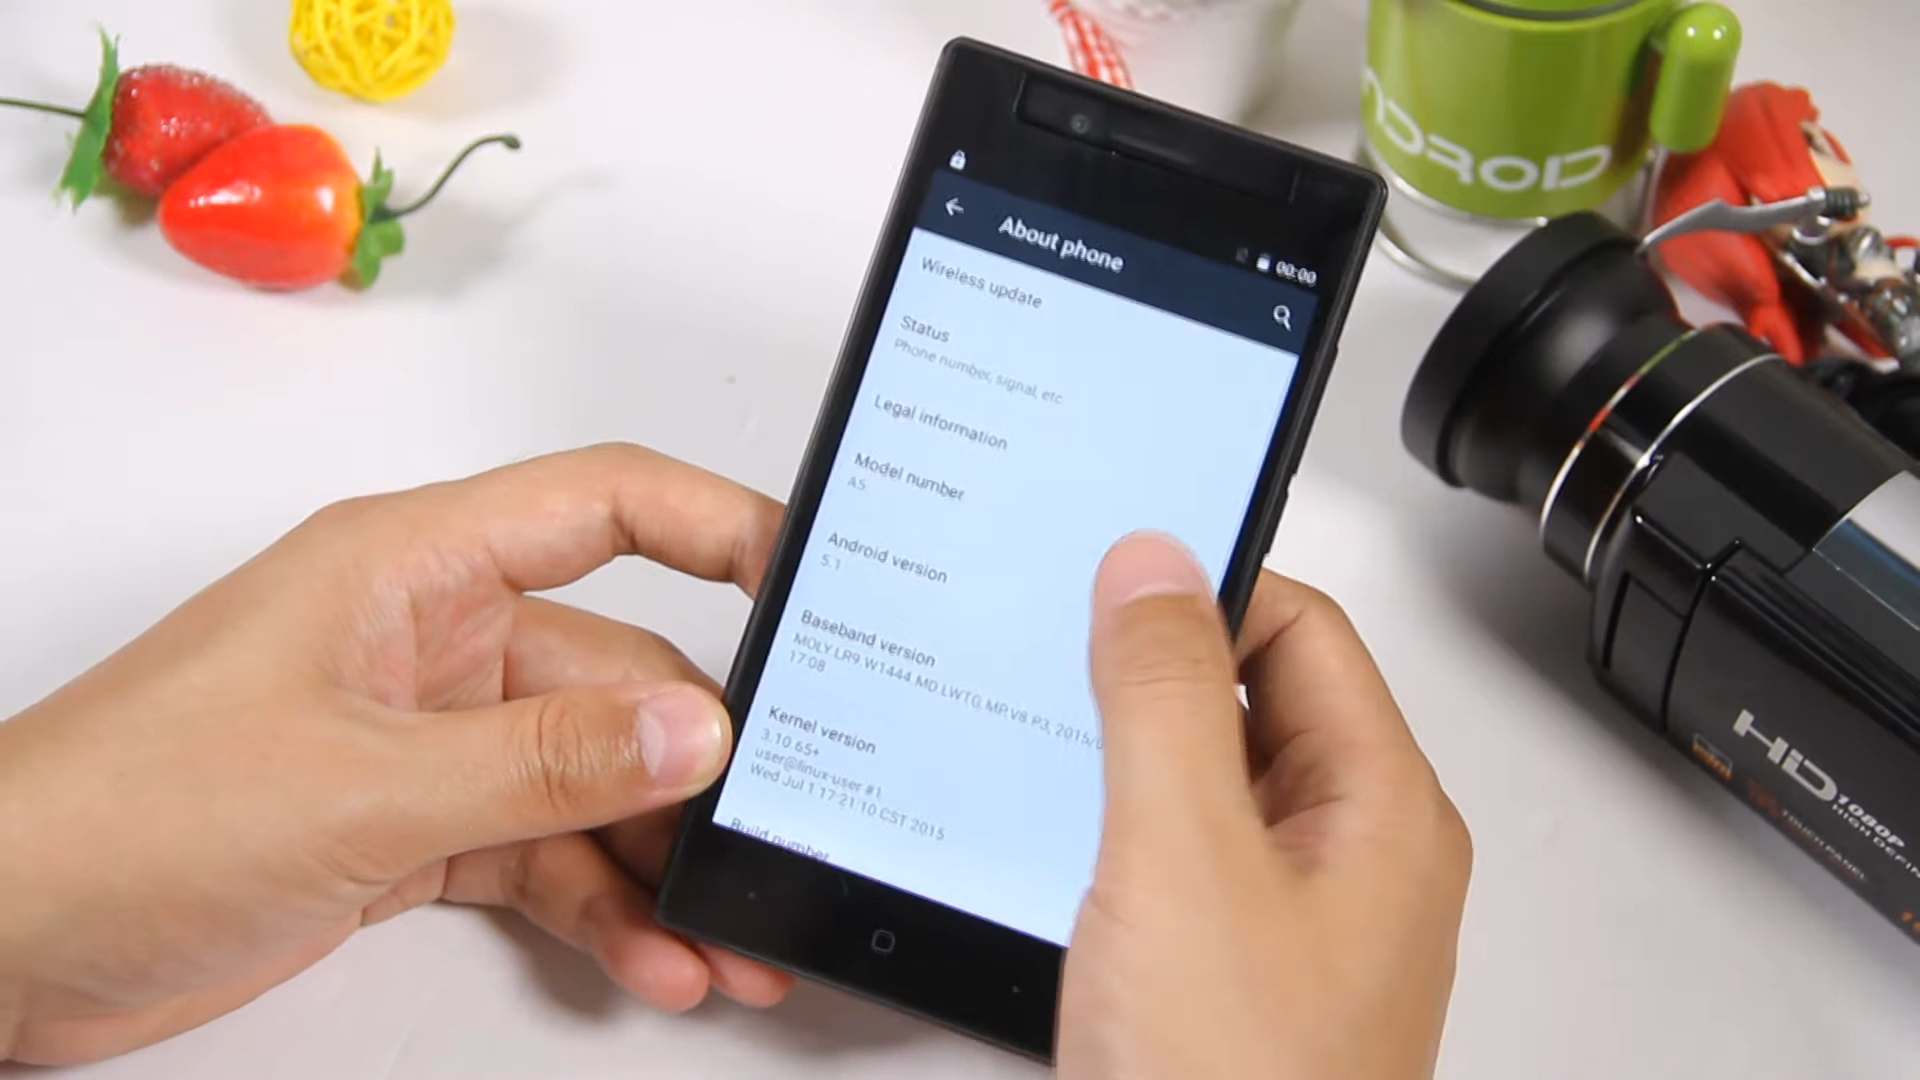 About phone
00:00
Wireless update
Status
Phone number, signal, etc.
Legal information
Model number
A5
Android version
5.1
Baseband version
MOLY.LR9.W1444.MD.LWTG.MP.V8.P3, 2015/0
17:08
Kernel version
3.10.65+
user@linux-user #1
Wed Jul 1 17:21:10 CST 2015
Build number
NDROID
HD 1080P
HIGH DEFIN
TOUCH PANEL